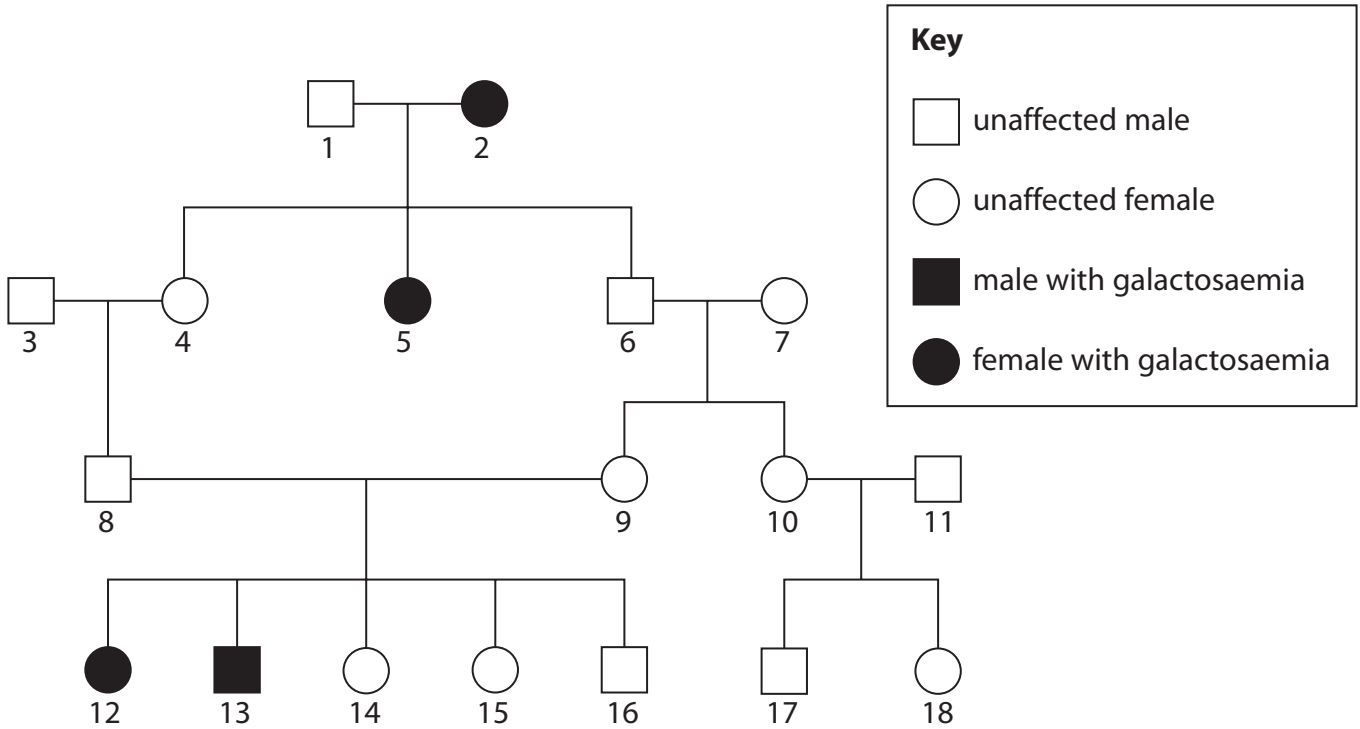 Key
unaffected male
unaffected female
male with galactosaemia
female with galactosaemia
1 2
3 4 5 6 7
8 9 10 11
12 13 14 15 16 17 18